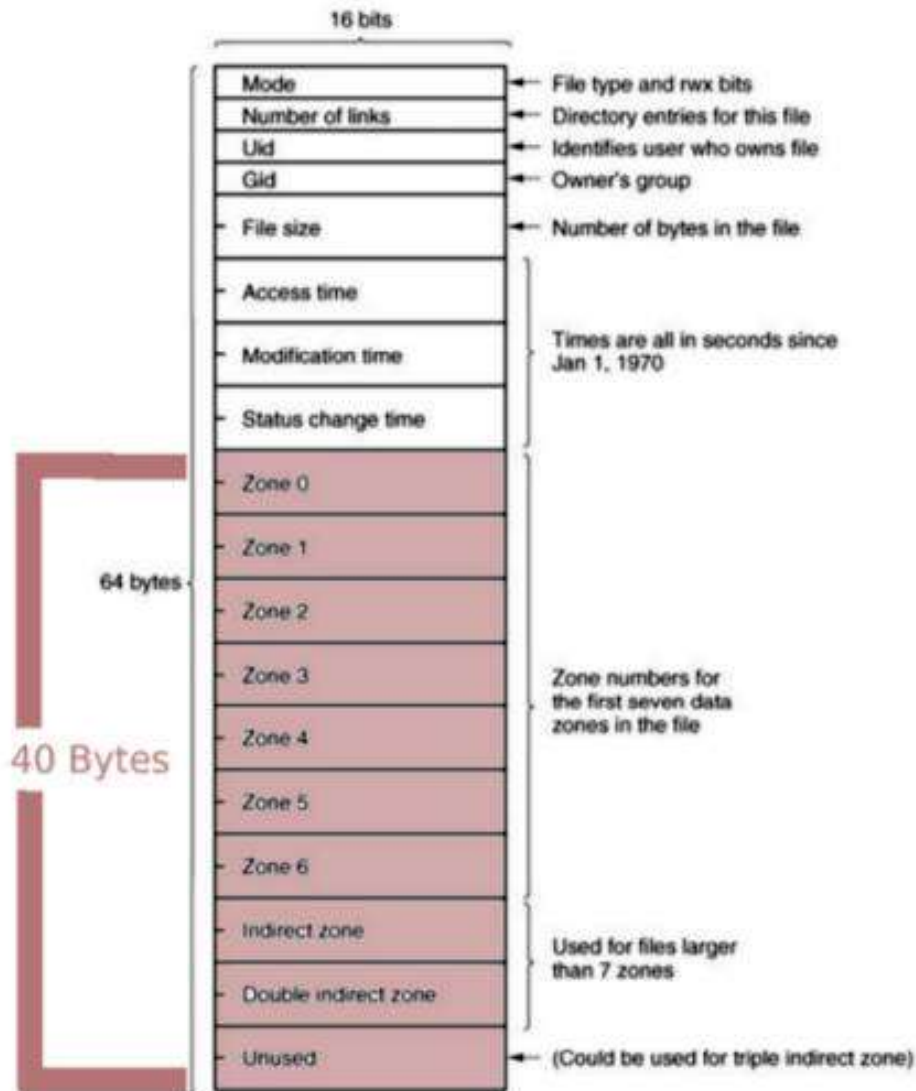 16 bits
Mode
File type and rwx bits
Number of links
Directory entries for this file
Uid
Identifies user who owns file
Gid
Owner's group
File size
Number of bytes in the file
Access time
Modification time
Status change time
Times are all in seconds since
Jan 1, 1970
64 bytes
40 Bytes
Zone 0
Zone 1
Zone 2
Zone 3
Zone 4
Zone 5
Zone 6
Zone numbers for
the first seven data
zones in the file
Indirect zone
Double indirect zone
Used for files larger
than 7 zones
Unused
(Could be used for triple indirect zone)